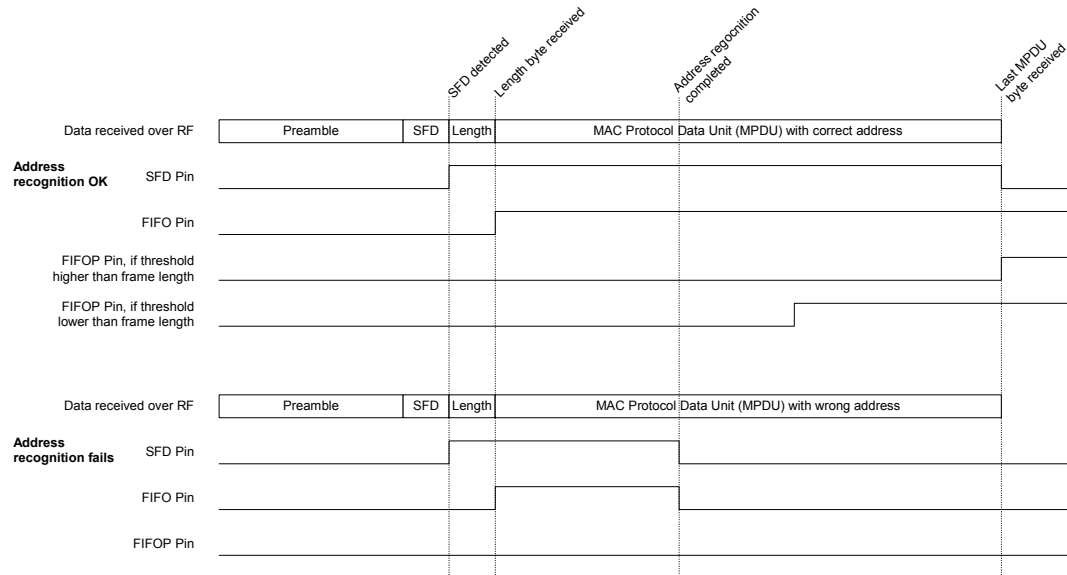 SFD detected
Length byte received
Address regocnition
completed
Last MPDU
byte received
Data received over RF
Preamble
SFD
Length
MAC Protocol Data Unit (MPDU) with correct address
Address
recognition OK
SFD Pin
FIFO Pin
FIFOP Pin, if threshold
higher than frame length
FIFOP Pin, if threshold
lower than frame length
Data received over RF
Preamble
SFD
Length
MAC Protocol Data Unit (MPDU) with wrong address
Address
recognition fails
SFD Pin
FIFO Pin
FIFOP Pin